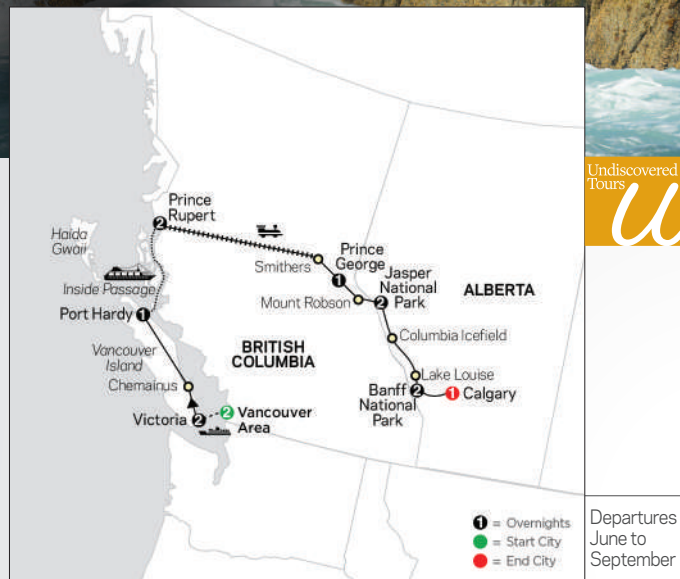 Undiscovered
Tours
U
Prince
Rupert
2
Haida
Gwaii
Inside Passage
Smithers
Prince
George
1
Jasper
National
Park
2
Mount Robson
ALBERTA
Port Hardy
1
Columbia Icefield
BRITISH
COLUMBIA
Vancouver
Island
Chemainus
Lake Louise
Banff
National
Park
2
1
Calgary
2
Vancouver
Area
Victoria
2
1 = Overnights
= Start City
= End City
Departures
June to
September